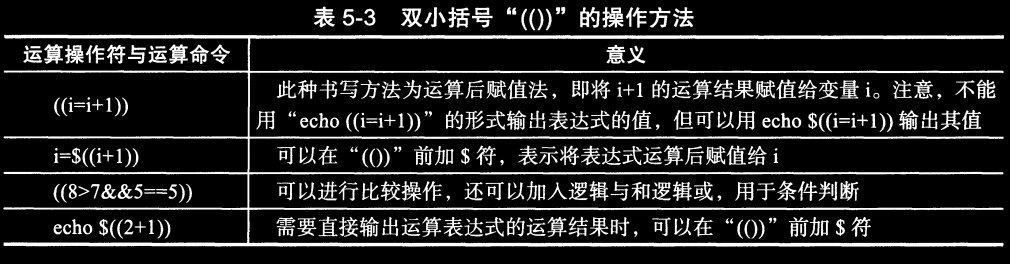 表 5-3 双小括号“(())”的操作方法
运算操作符与运算命令 意义
((i=i+1)) 此种书写方法为运算后赋值法，即将 i+1 的运算结果赋值给变量 i。注意，不能
用“echo ((i=i+1))”的形式输出表达式的值，但可以用 echo $((i=i+1)) 输出其值
i=$((i+1)) 可以在“(())”前加 $ 符，表示将表达式运算后赋值给 i
((8>7&&5==5)) 可以进行比较操作，还可以加入逻辑与和逻辑或，用于条件判断
echo $((2+1)) 需要直接输出运算表达式的运算结果时，可以在“(())”前加 $ 符